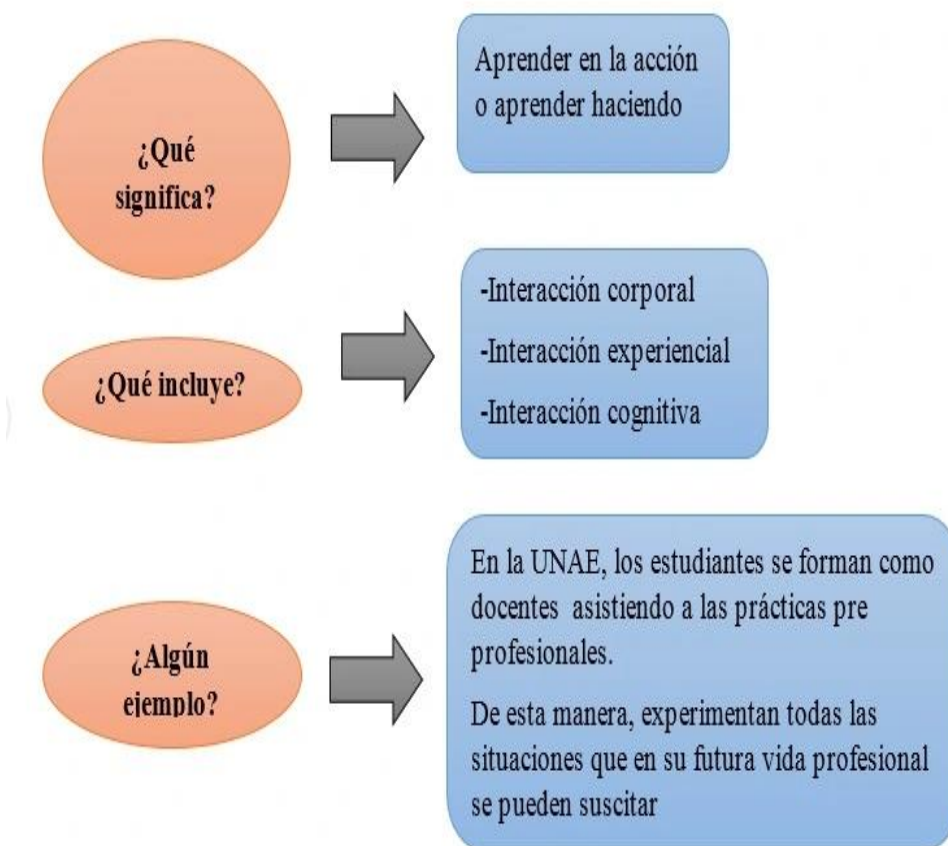 ¿Qué
significa?
Aprender en la acción
o aprender haciendo
¿Qué incluye?
-Interacción corporal
-Interacción experiencial
-Interacción cognitiva
¿Algún
ejemplo?
En la UNAE, los estudiantes se forman como
docentes asistiendo a las prácticas pre
profesionales.
De esta manera, experimentan todas las
situaciones que en su futura vida profesional
se pueden suscitar